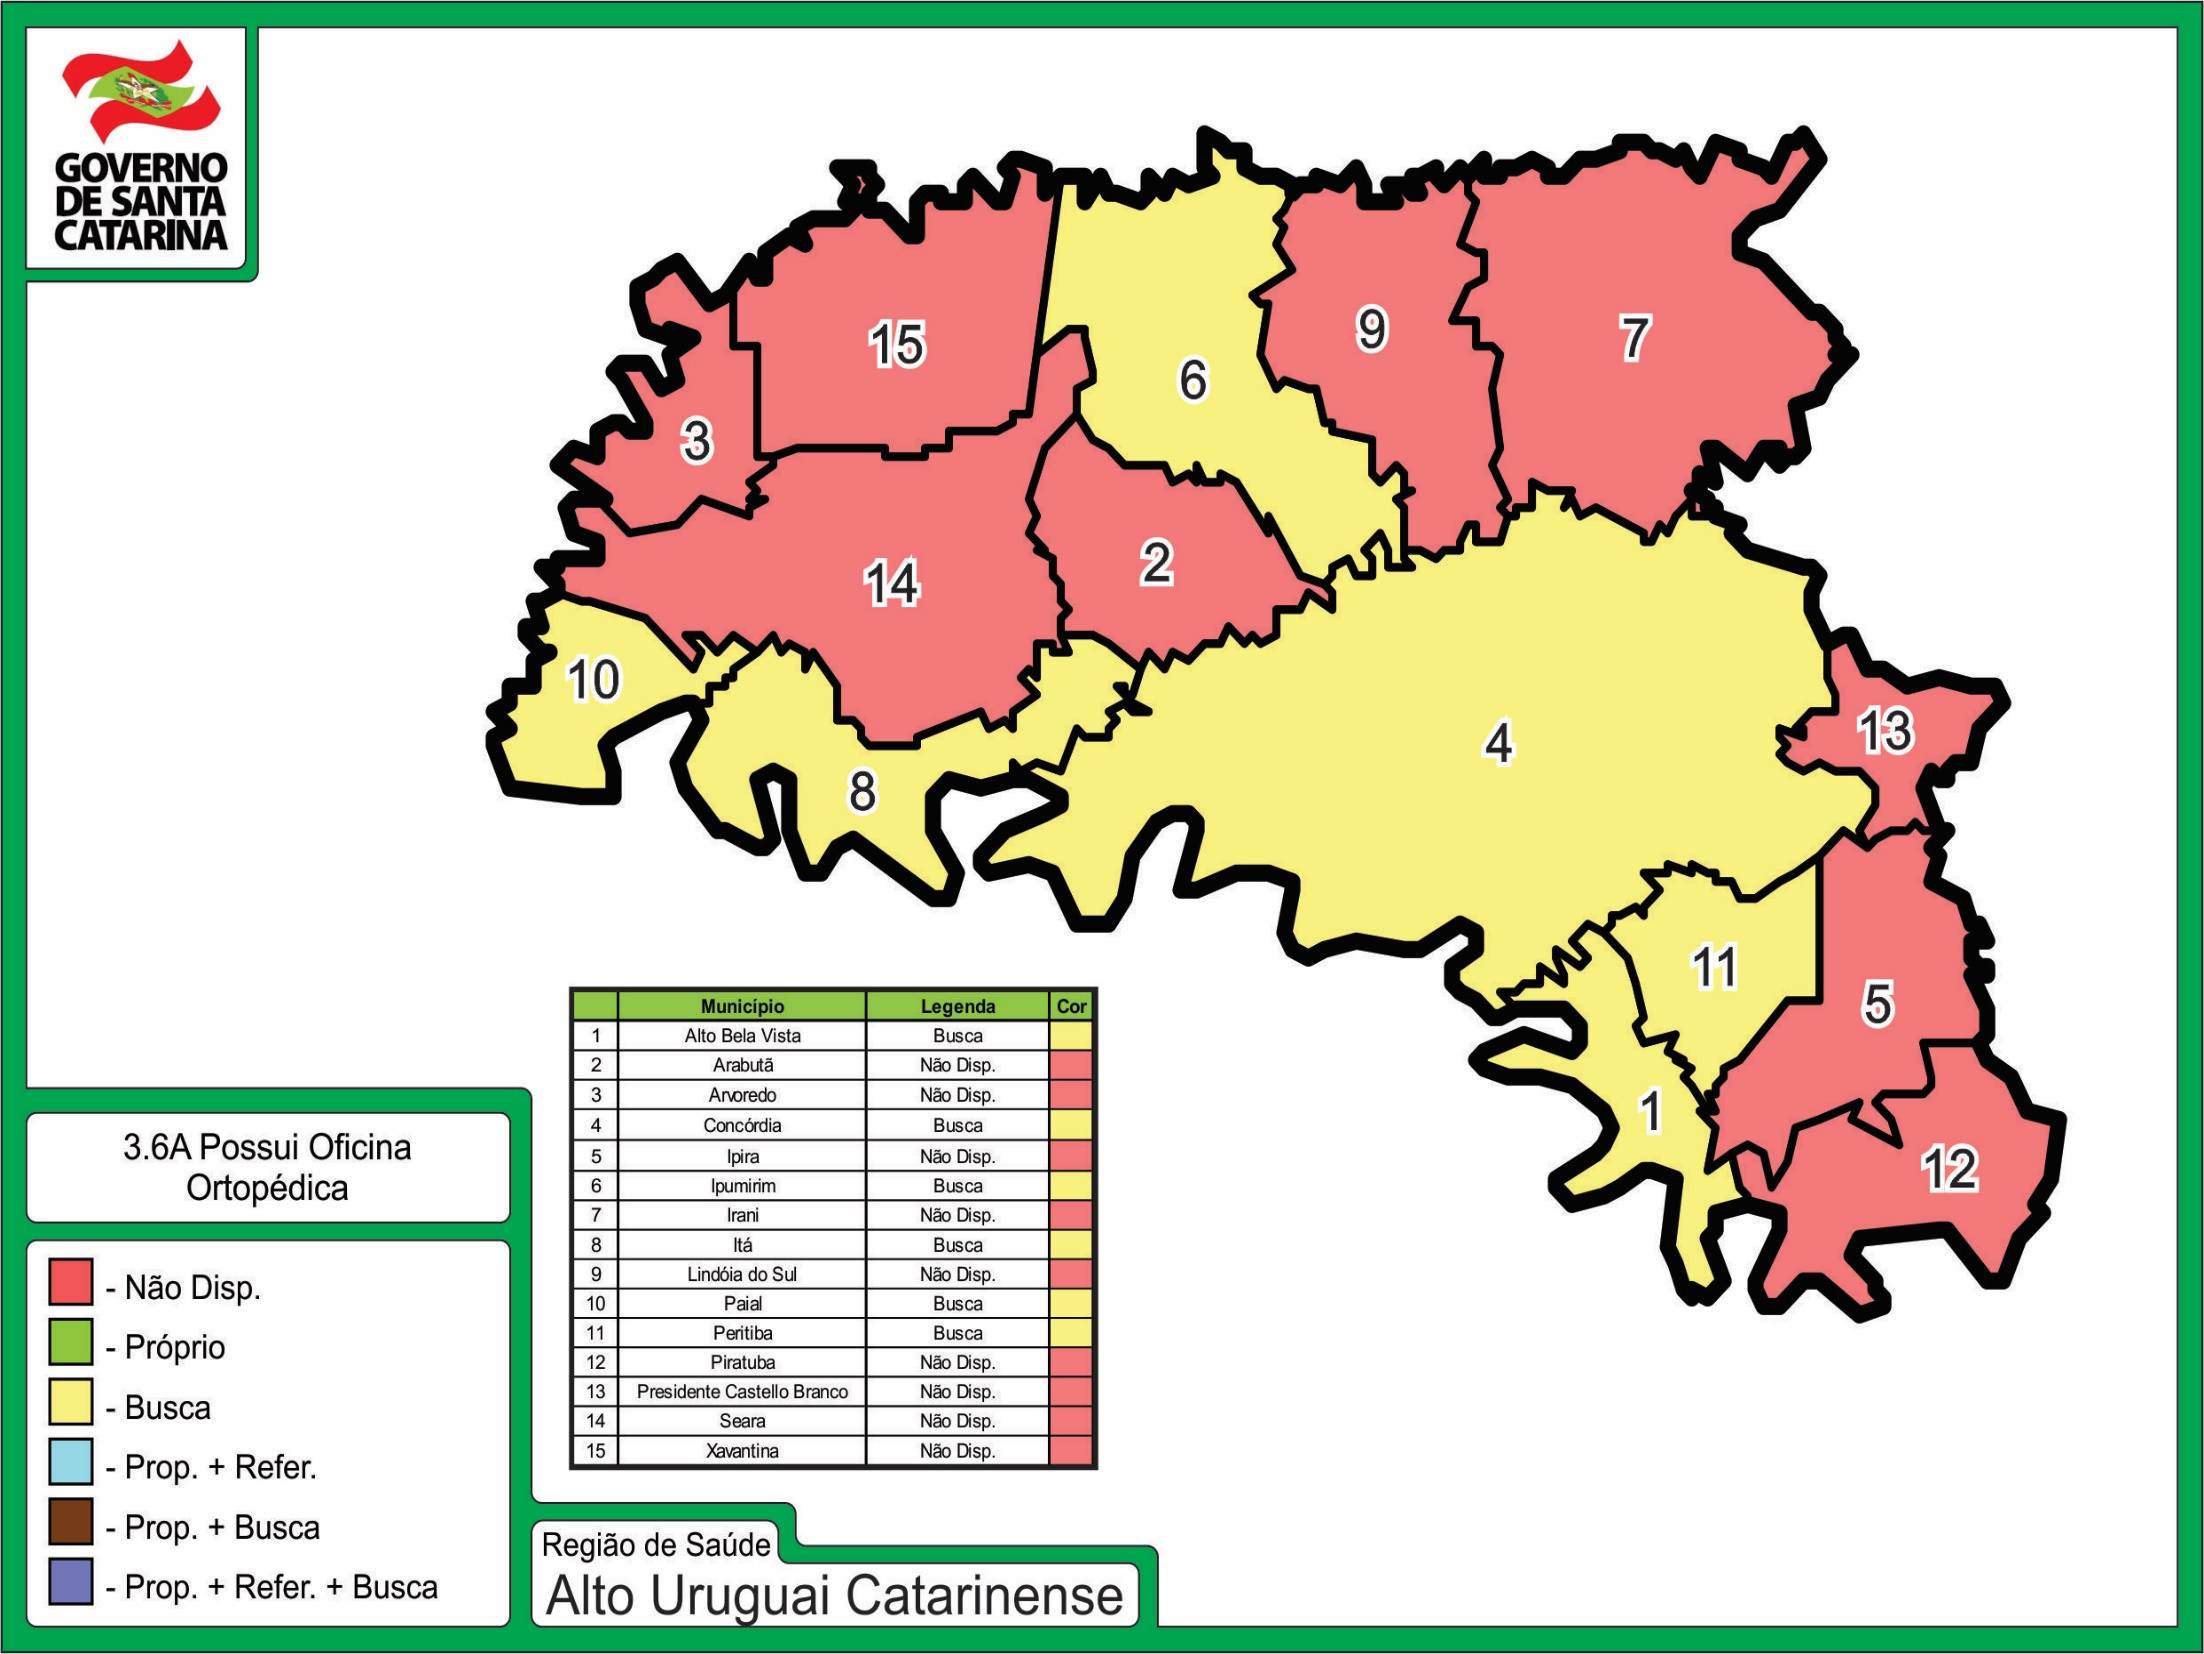 GOVERNO
DE SANTA
CATARINA
15
9
7
6
3
14
2
10
4
13
8
11
5
1
12
Município Legenda Cor
1 Alto Bela Vista Busca
2 Arabutã Não Disp.
3 Arvoredo Não Disp.
4 Concórdia Busca
5 Ipira Não Disp.
6 Ipumirim Busca
7 Irani Não Disp.
8 Itá Busca
9 Lindóia do Sul Não Disp.
10 Paial Busca
11 Peritiba Busca
12 Piratuba Não Disp.
13 Presidente Castello Branco Não Disp.
14 Seara Não Disp.
15 Xavantina Não Disp.
3.6A Possui Oficina
Ortopédica
- Não Disp.
- Próprio
- Busca
- Prop. + Refer.
- Prop. + Busca
- Prop. + Refer. + Busca
Região de Saúde
Alto Uruguai Catarinense